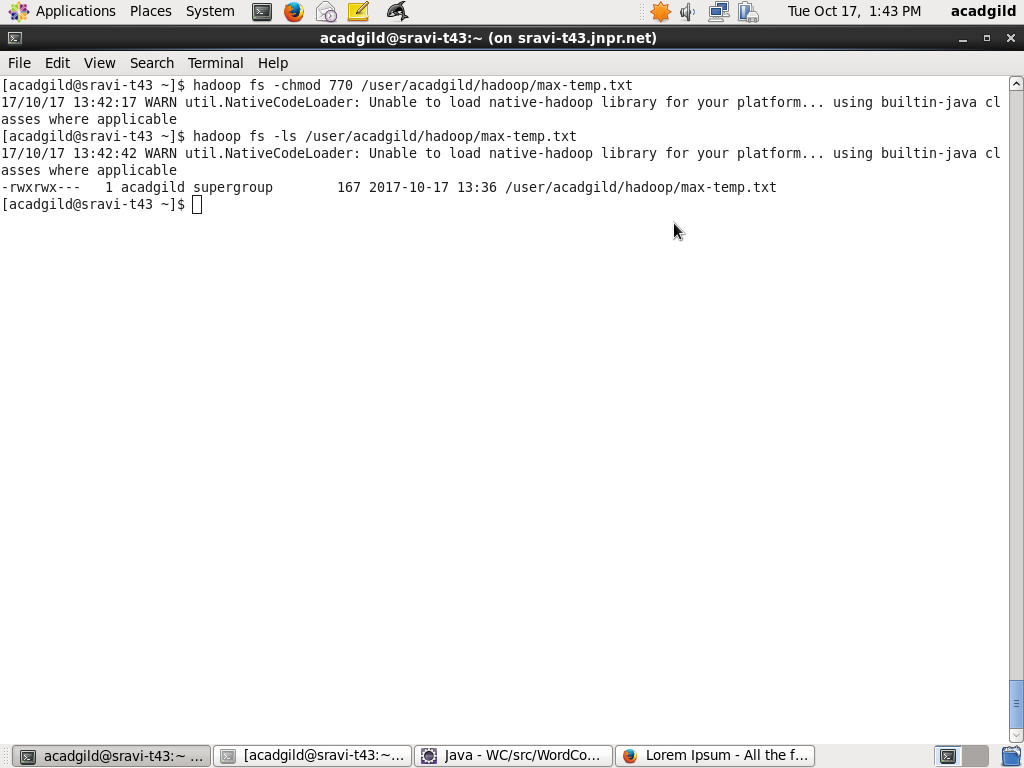 Applications Places System Tue Oct 17, 1:43 PM acadgild
acadgild@sravi-t43:~ (on sravi-t43.jnpr.net)
File Edit View Search Terminal Help
[acadgild@sravi-t43 ~]$ hadoop fs -chmod 770 /user/acadgild/hadoop/max-temp.txt
17/10/17 13:42:17 WARN util.NativeCodeLoader: Unable to load native-hadoop library for your platform... using builtin-java cl
asses where applicable
[acadgild@sravi-t43 ~]$ hadoop fs -ls /user/acadgild/hadoop/max-temp.txt
17/10/17 13:42:42 WARN util.NativeCodeLoader: Unable to load native-hadoop library for your platform... using builtin-java cl
asses where applicable
-rwxrwx---   1 acadgild supergroup        167 2017-10-17 13:36 /user/acadgild/hadoop/max-temp.txt
[acadgild@sravi-t43 ~]$
acadgild@sravi-t43:~ ... [acadgild@sravi-t43:~... Java - WC/src/WordCo... Lorem Ipsum - All the f...